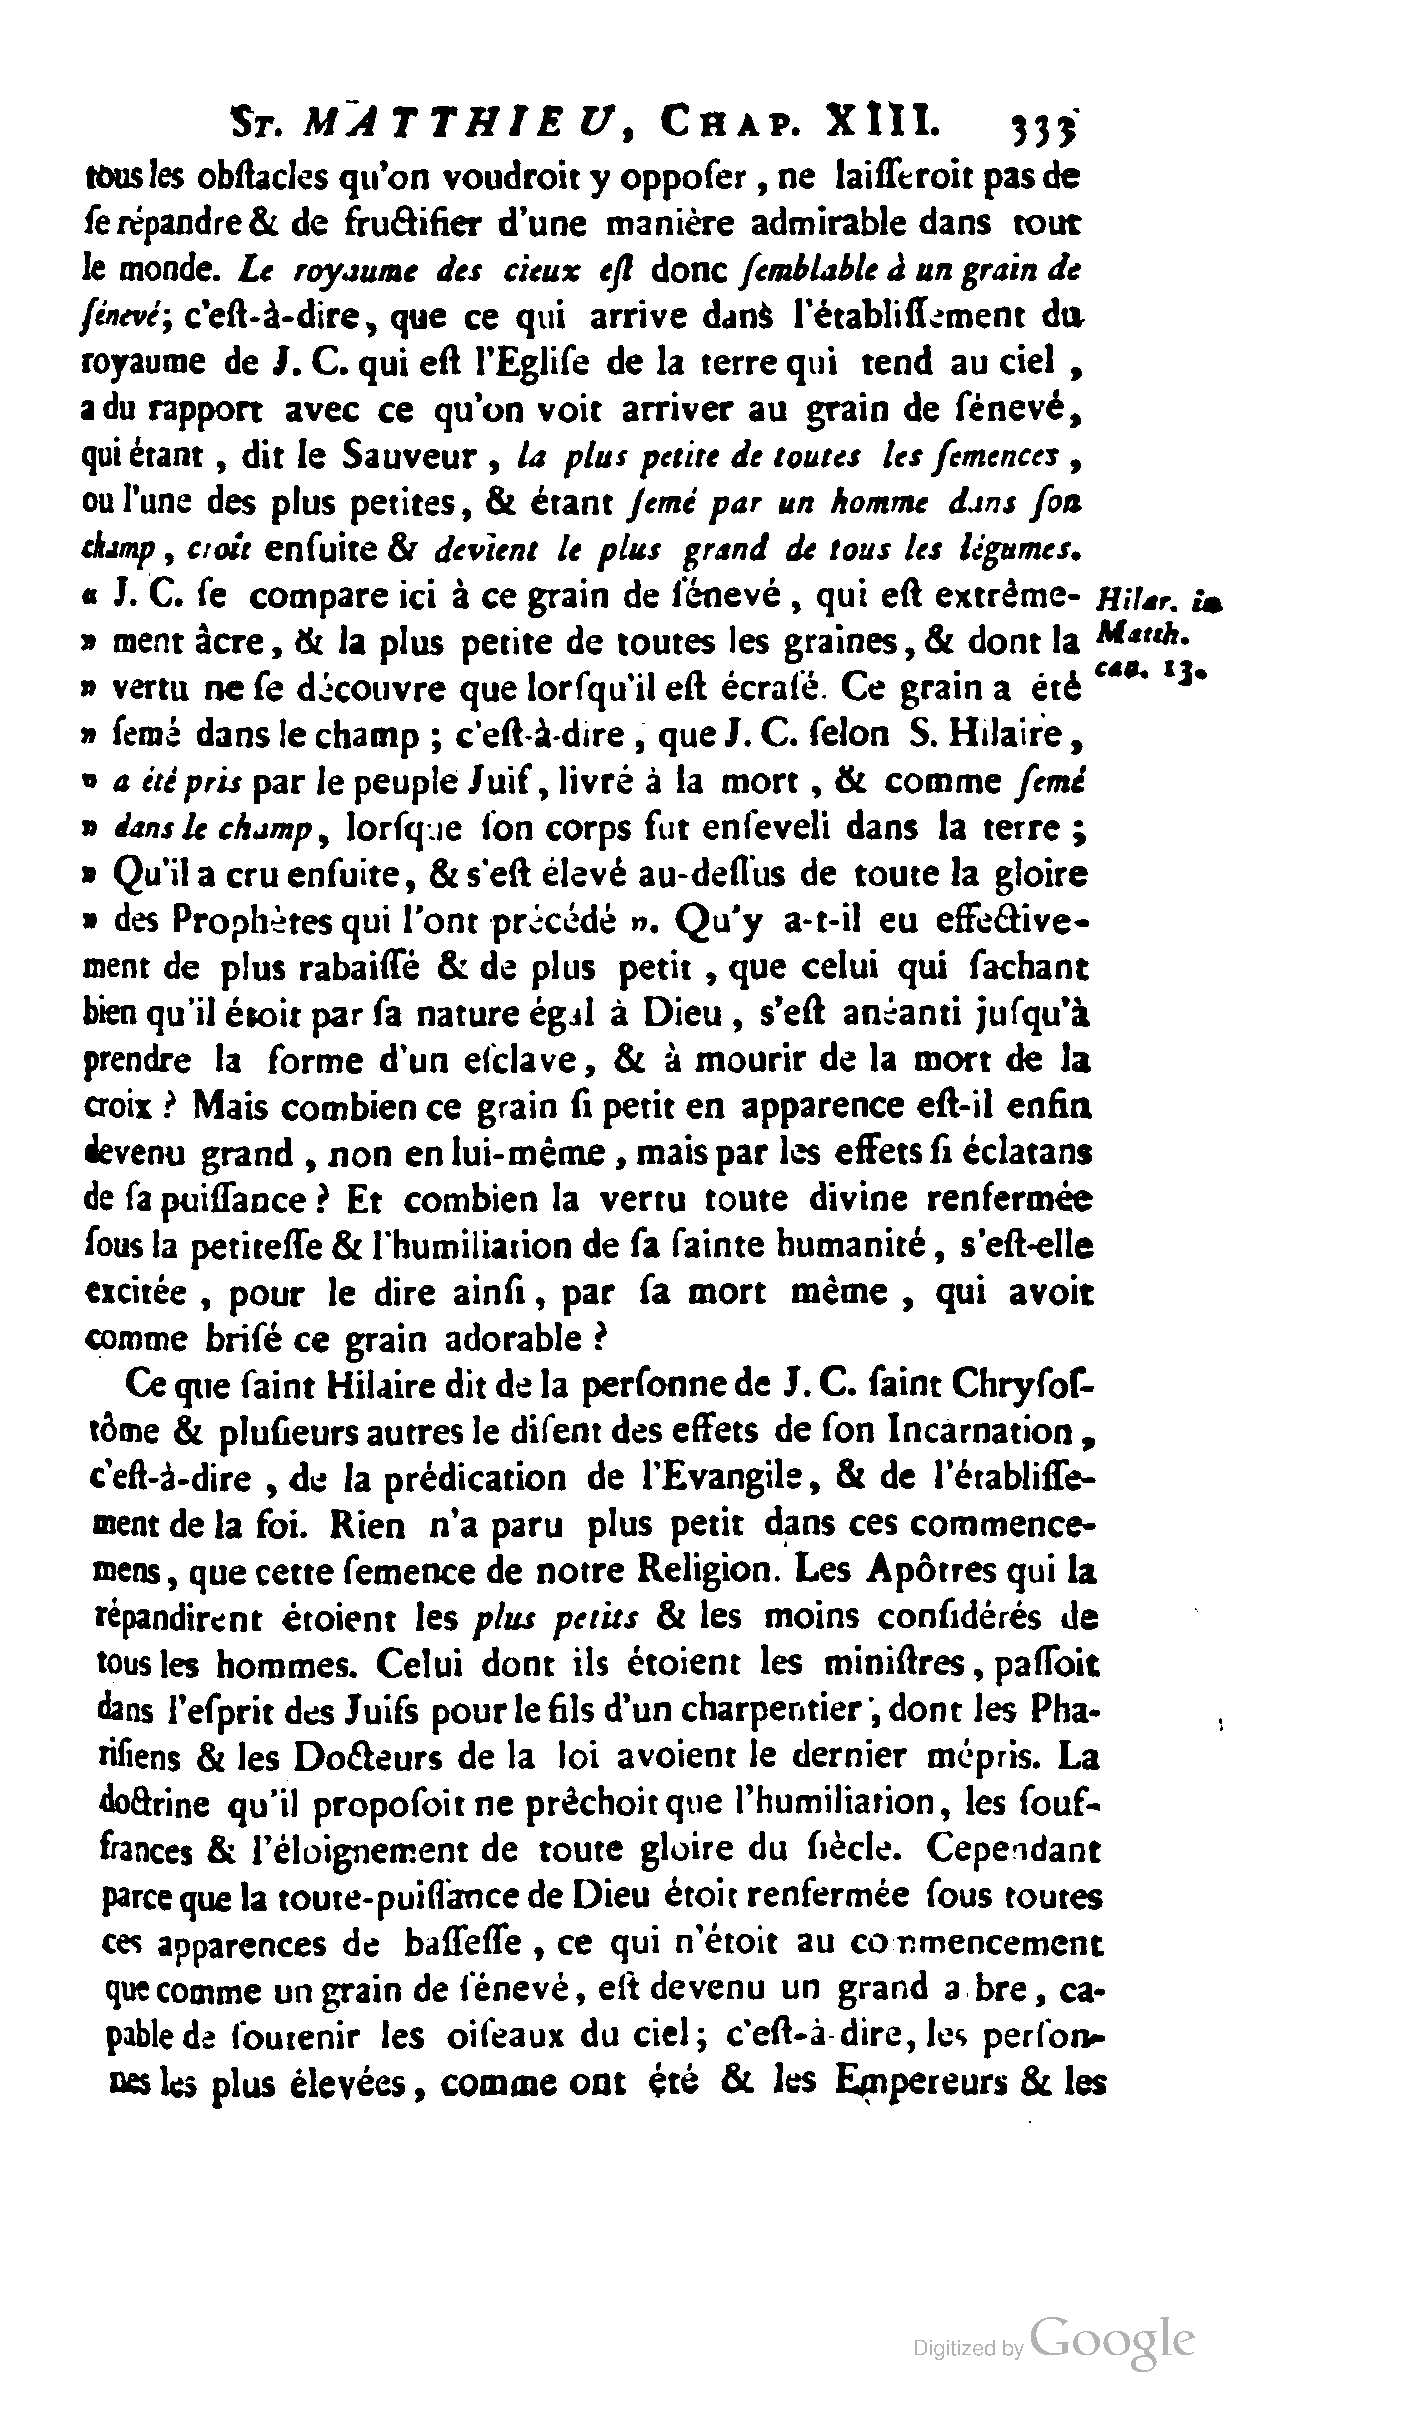 ST. MATTHIEU, CHAP. XIII. 333
tous les obſtacles qu'on voudroit y oppoſer, ne laiſſeroit pas de
ſe répandre & de fructifier d'une manière admirable dans tout
le monde. Le royaume des cieux eſt donc ſemblable à un grain de
ſénevé; c'eſt-à-dire, que ce qui arrive dans l'établiſſement du
royaume de J. C. qui eſt l'Egliſe de la terre qui tend au ciel,
a du rapport avec ce qu'on voit arriver au grain de ſénevé,
qui étant, dit le Sauveur, la plus petite de toutes les ſemences,
ou l'une des plus petites, & étant ſemé par un homme dans ſon
champ, croît enſuite & devient le plus grand de tous les légumes.
« J. C. ſe compare ici à ce grain de ſénevé, qui eſt extrême-
» ment âcre, & la plus petite de toutes les graines, & dont la
» vertu ne ſe découvre que lorſqu'il eſt écraſé. Ce grain a été
» ſemé dans le champ; c'eſt-à-dire, que J. C. ſelon S. Hilaire,
» a été pris par le peuple Juif, livré à la mort, & comme ſemé
» dans le champ, lorſque ſon corps fut enſeveli dans la terre;
» Qu'il a cru enſuite, & s'eſt élevé au-deſſus de toute la gloire
» des Prophètes qui l'ont précédé ». Qu'y a-t-il eu effective-
ment de plus rabaiſſé & de plus petit, que celui qui ſachant
bien qu'il étoit par ſa nature égal à Dieu, s'eſt anéanti juſqu'à
prendre la forme d'un eſclave, & à mourir de la mort de la
croix? Mais combien ce grain ſi petit en apparence eſt-il enfin
devenu grand, non en lui-même, mais par les effets ſi éclatans
de ſa puiſſance? Et combien la vertu toute divine renfermée
ſous la petiteſſe & l'humiliation de ſa ſainte humanité, s'eſt-elle
excitée, pour le dire ainſi, par ſa mort même, qui avoit
comme briſé ce grain adorable?
Ce que ſaint Hilaire dit de la perſonne de J. C. ſaint Chryſoſ-
tôme & pluſieurs autres le diſent des effets de ſon Incarnation,
c'eſt-à-dire, de la prédication de l'Evangile, & de l'établiſſe-
ment de la foi. Rien n'a paru plus petit dans ces commence-
mens, que cette ſemence de notre Religion. Les Apôtres qui la
répandirent étoient les plus petits & les moins conſidérés de
tous les hommes. Celui dont ils étoient les miniſtres, paſſoit
dans l'eſprit des Juifs pour le fils d'un charpentier, dont les Pha-
riſiens & les Docteurs de la loi avoient le dernier mépris. La
doctrine qu'il propoſoit ne prêchoit que l'humiliation, les ſouf-
frances & l'éloignement de toute gloire du ſiècle. Cependant
parce que la toute-puiſſance de Dieu étoit renfermée ſous toutes
ces apparences de baſſeſſe, ce qui n'étoit au commencement
que comme un grain de ſénevé, eſt devenu un grand arbre, ca-
pable de ſoutenir les oiſeaux du ciel; c'eſt-à-dire, les perſon-
nes les plus élevées, comme ont été & les Empereurs & les
Hilar. in
Matth.
can. 13.
Digitized by Google